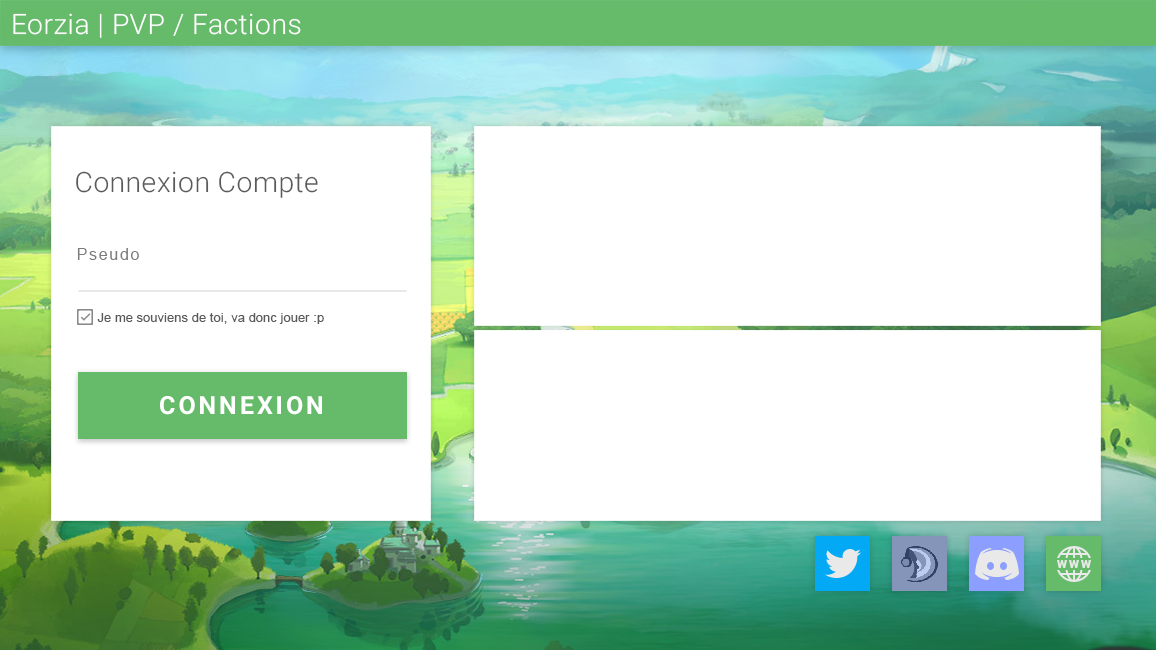 Eorzia | PVP / Factions
Connexion Compte
Pseudo
Je me souviens de toi, va donc jouer :p
CONNEXION
WWW